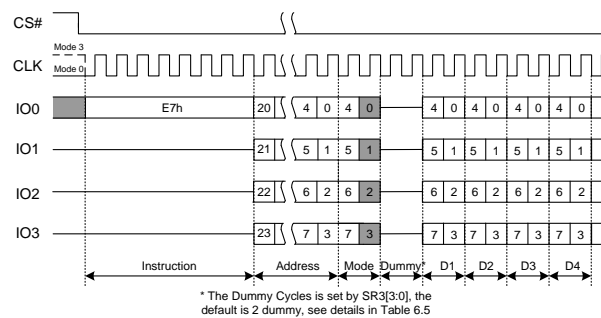 CS#
Mode 3
CLK Mode 0
IO0 E7h 20 4 0 4 0 4 0 4 0 4 0 4 0
IO1 21 5 1 5 1 5 1 5 1 5 1 5 1
IO2 22 6 2 6 2 6 2 6 2 6 2 6 2
IO3 23 7 3 7 3 7 3 7 3 7 3 7 3
Instruction Address Mode Dummy* D1 D2 D3 D4
* The Dummy Cycles is set by SR3[3:0], the
default is 2 dummy, see details in Table 6.5